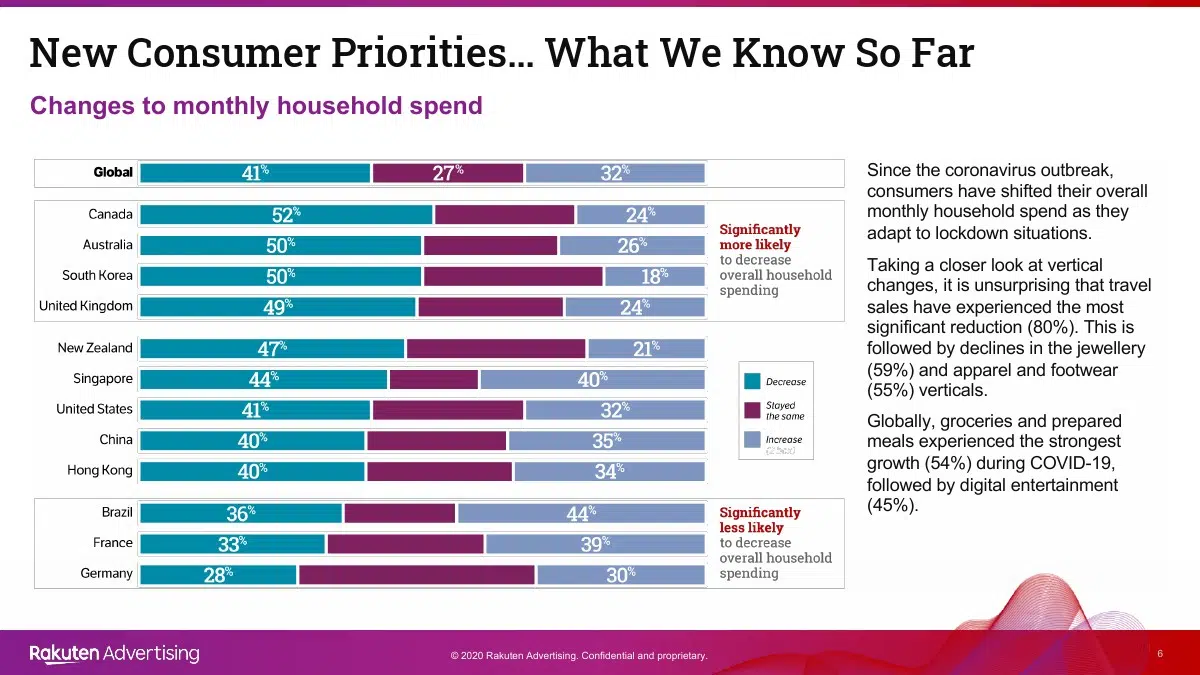 New Consumer Priorities... What We Know So Far
Changes to monthly household spend
Global 41% 27% 32%
Canada 52% 24%
Australia 50% 26%
South Korea 50% 18%
United Kingdom 49% 24%
Significantly
more likely
to decrease
overall household
spending
New Zealand 47% 21%
Singapore 44% 40%
United States 41% 32%
China 40% 35%
Hong Kong 40% 34%
Decrease
Stayed
the same
Increase
Brazil 36% 44%
France 33% 39%
Germany 28% 30%
Significantly
less likely
to decrease
overall household
spending
Since the coronavirus outbreak,
consumers have shifted their overall
monthly household spend as they
adapt to lockdown situations.
Taking a closer look at vertical
changes, it is unsurprising that travel
sales have experienced the most
significant reduction (80%). This is
followed by declines in the jewellery
(59%) and apparel and footwear
(55%) verticals.
Globally, groceries and prepared
meals experienced the strongest
growth (54%) during COVID-19,
followed by digital entertainment
(45%).
Rakuten Advertising
© 2020 Rakuten Advertising. Confidential and proprietary.
6